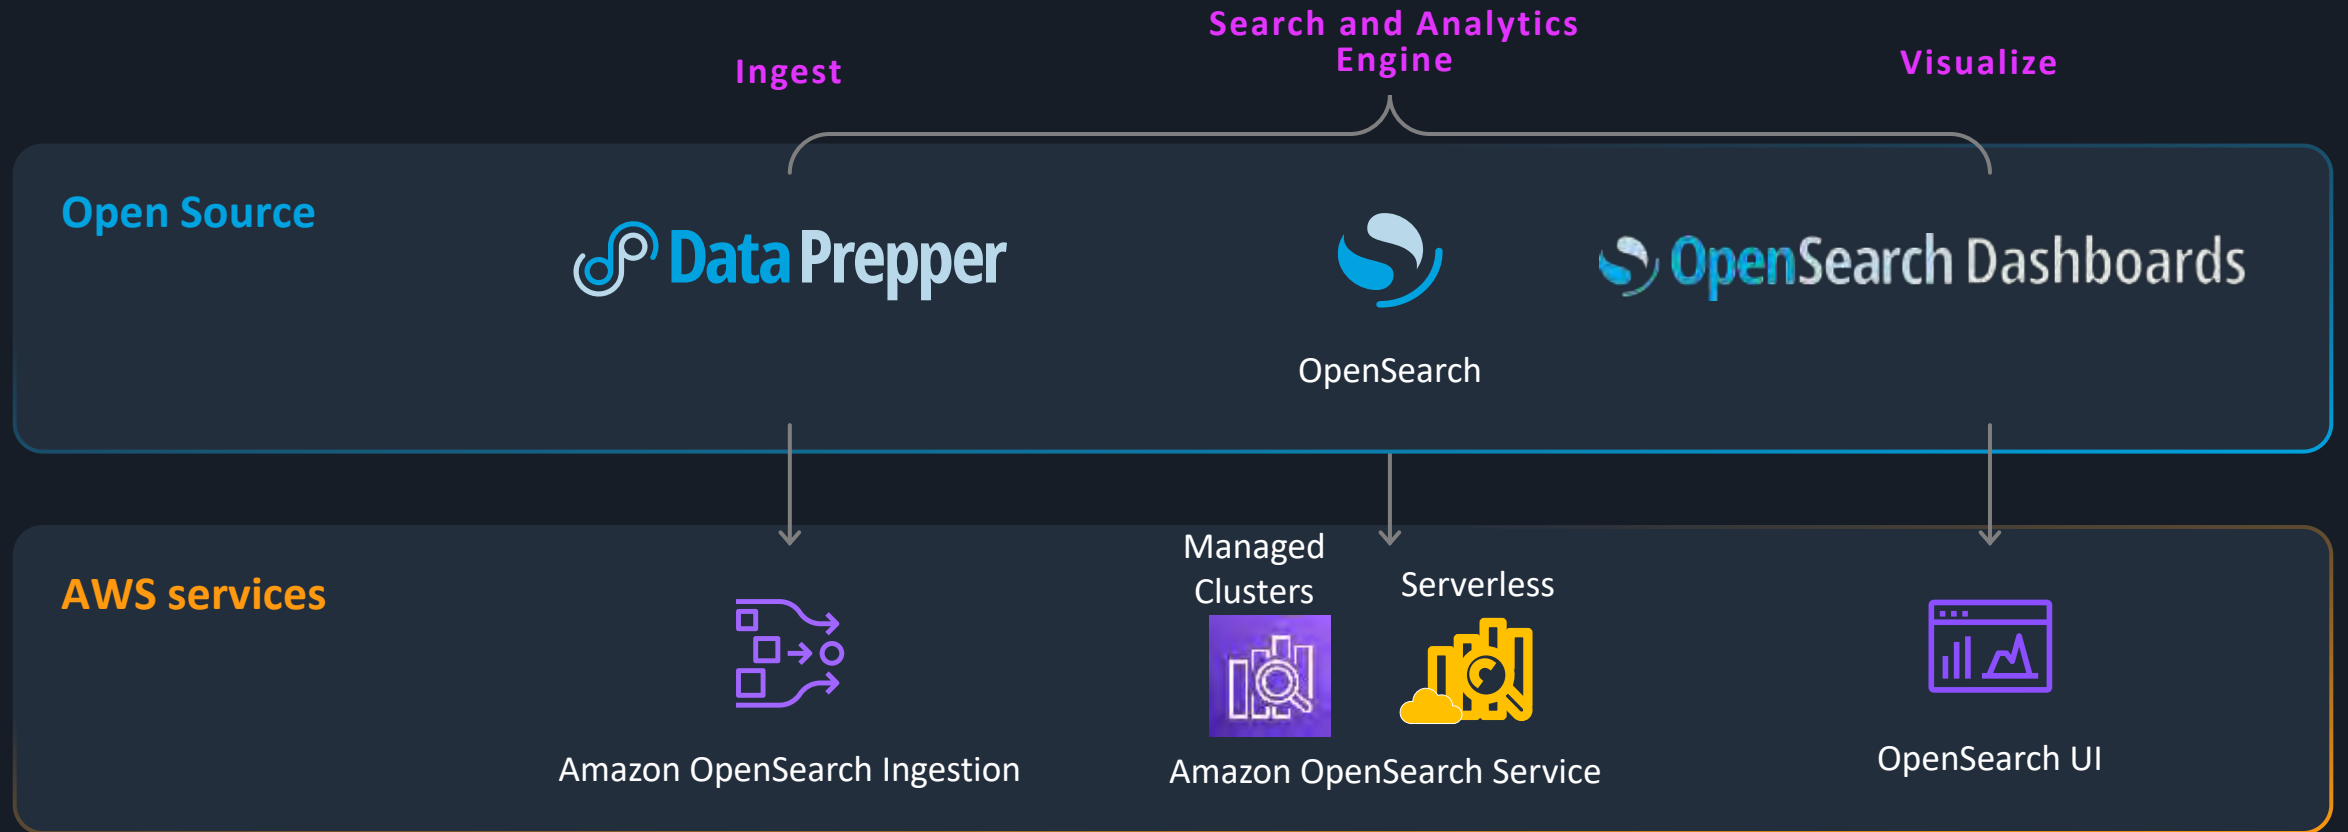 Search and Analytics
Engine
Ingest
Visualize
Open Source
Data Prepper
OpenSearch Dashboards
OpenSearch
AWS services
Managed
Clusters
Serverless
Amazon OpenSearch Ingestion
Amazon OpenSearch Service
OpenSearch UI